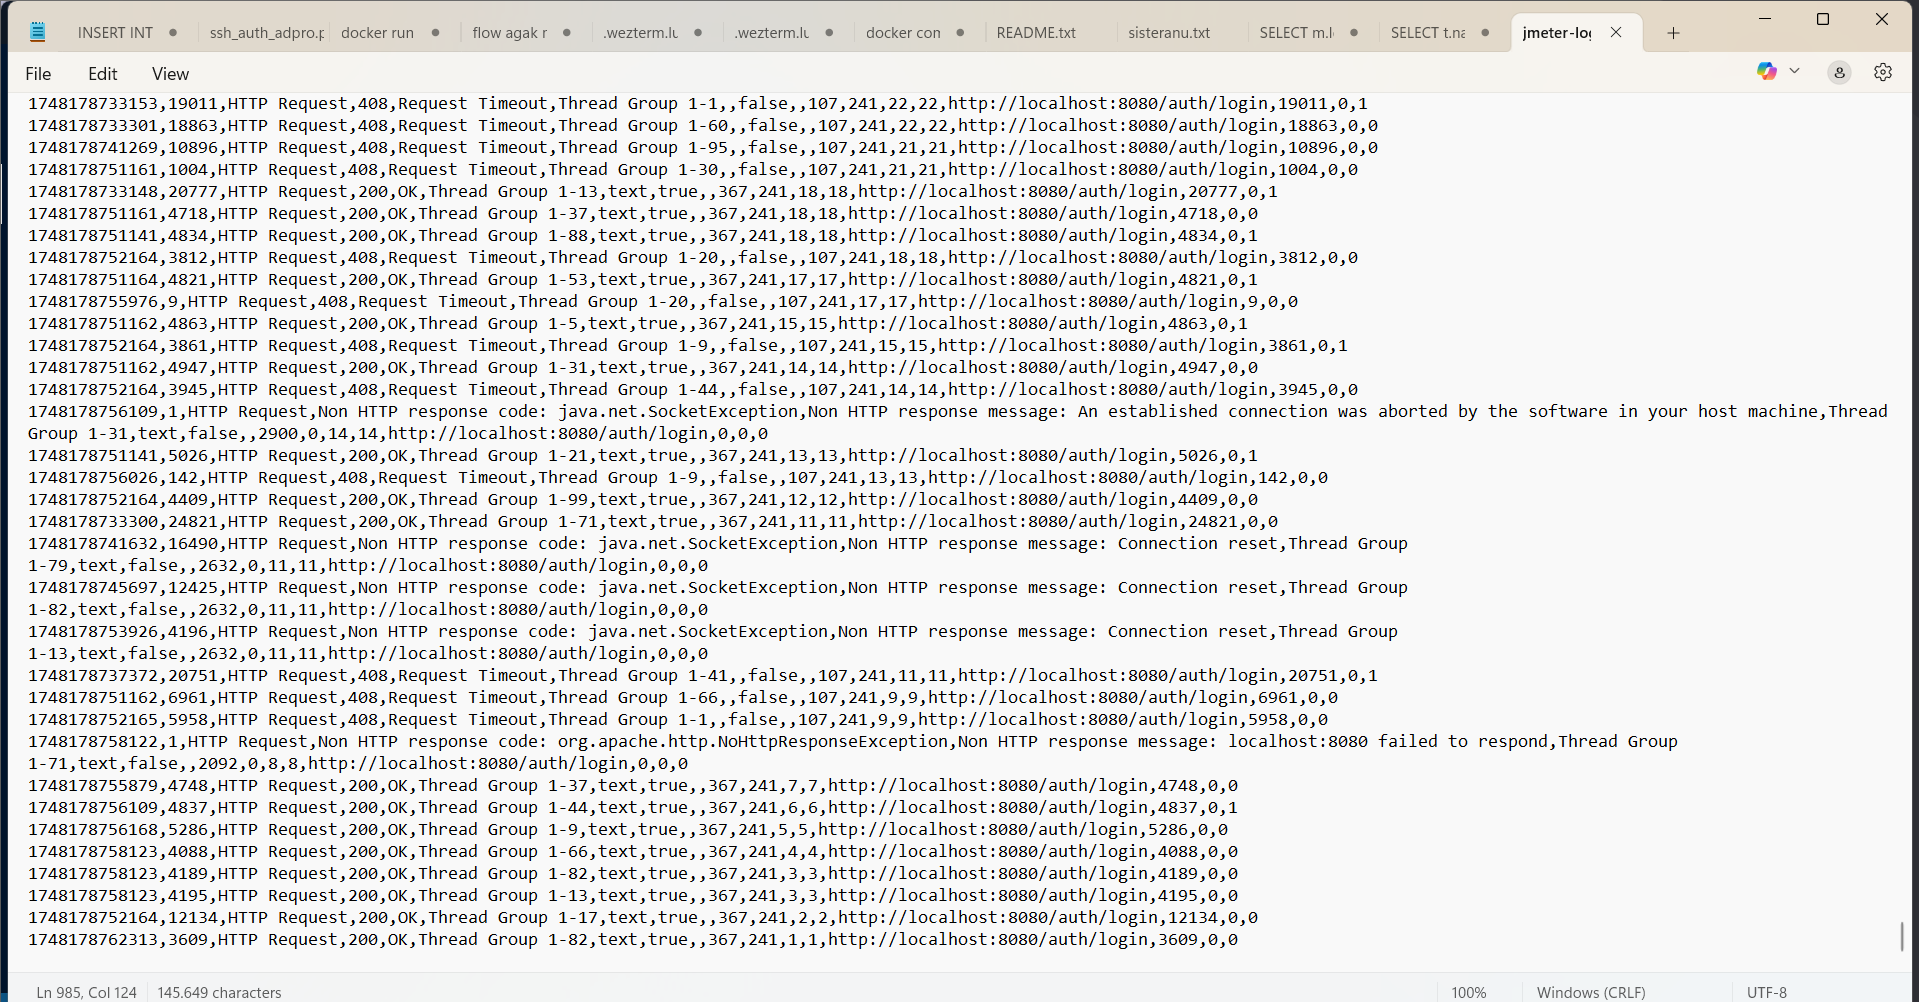 INSERT INT
ssh_auth_adpro.p
docker run
flow agak r
.wezterm.lu
.wezterm.lu
docker con
README.txt
sisteranu.txt
SELECT m.l
SELECT t.na
jmeter-log
File Edit View
1748178733153,19011,HTTP Request,408,Request Timeout,Thread Group 1-1,,false,,107,241,22,22,http://localhost:8080/auth/login,19011,0,1
1748178733301,18863,HTTP Request,408,Request Timeout,Thread Group 1-60,,false,,107,241,22,22,http://localhost:8080/auth/login,18863,0,0
1748178741269,10896,HTTP Request,408,Request Timeout,Thread Group 1-95,,false,,107,241,21,21,http://localhost:8080/auth/login,10896,0,0
1748178751161,1004,HTTP Request,408,Request Timeout,Thread Group 1-30,,false,,107,241,21,21,http://localhost:8080/auth/login,1004,0,0
1748178733148,20777,HTTP Request,200,OK,Thread Group 1-13,text,true,,367,241,18,18,http://localhost:8080/auth/login,20777,0,1
1748178751161,4718,HTTP Request,200,OK,Thread Group 1-37,text,true,,367,241,18,18,http://localhost:8080/auth/login,4718,0,0
1748178751141,4834,HTTP Request,200,OK,Thread Group 1-88,text,true,,367,241,18,18,http://localhost:8080/auth/login,4834,0,1
1748178752164,3812,HTTP Request,408,Request Timeout,Thread Group 1-20,,false,,107,241,18,18,http://localhost:8080/auth/login,3812,0,0
1748178751164,4821,HTTP Request,200,OK,Thread Group 1-53,text,true,,367,241,17,17,http://localhost:8080/auth/login,4821,0,1
1748178755976,9,HTTP Request,408,Request Timeout,Thread Group 1-20,,false,,107,241,17,17,http://localhost:8080/auth/login,9,0,0
1748178751162,4863,HTTP Request,200,OK,Thread Group 1-5,text,true,,367,241,15,15,http://localhost:8080/auth/login,4863,0,1
1748178752164,3861,HTTP Request,408,Request Timeout,Thread Group 1-9,,false,,107,241,15,15,http://localhost:8080/auth/login,3861,0,1
1748178751162,4947,HTTP Request,200,OK,Thread Group 1-31,text,true,,367,241,14,14,http://localhost:8080/auth/login,4947,0,0
1748178752164,3945,HTTP Request,408,Request Timeout,Thread Group 1-44,,false,,107,241,14,14,http://localhost:8080/auth/login,3945,0,0
1748178756109,1,HTTP Request,Non HTTP response code: java.net.SocketException,Non HTTP response message: An established connection was aborted by the software in your host machine,Thread
Group 1-31,text,false,,2900,0,14,14,http://localhost:8080/auth/login,0,0,0
1748178751141,5026,HTTP Request,200,OK,Thread Group 1-21,text,true,,367,241,13,13,http://localhost:8080/auth/login,5026,0,1
1748178756026,142,HTTP Request,408,Request Timeout,Thread Group 1-9,,false,,107,241,13,13,http://localhost:8080/auth/login,142,0,0
1748178752164,4409,HTTP Request,200,OK,Thread Group 1-99,text,true,,367,241,12,12,http://localhost:8080/auth/login,4409,0,0
1748178733300,24821,HTTP Request,200,OK,Thread Group 1-71,text,true,,367,241,11,11,http://localhost:8080/auth/login,24821,0,0
1748178741632,16490,HTTP Request,Non HTTP response code: java.net.SocketException,Non HTTP response message: Connection reset,Thread Group
1-79,text,false,,2632,0,11,11,http://localhost:8080/auth/login,0,0,0
1748178745697,12425,HTTP Request,Non HTTP response code: java.net.SocketException,Non HTTP response message: Connection reset,Thread Group
1-82,text,false,,2632,0,11,11,http://localhost:8080/auth/login,0,0,0
1748178753926,4196,HTTP Request,Non HTTP response code: java.net.SocketException,Non HTTP response message: Connection reset,Thread Group
1-13,text,false,,2632,0,11,11,http://localhost:8080/auth/login,0,0,0
1748178737372,20751,HTTP Request,408,Request Timeout,Thread Group 1-41,,false,,107,241,11,11,http://localhost:8080/auth/login,20751,0,1
1748178751162,6961,HTTP Request,408,Request Timeout,Thread Group 1-66,,false,,107,241,9,9,http://localhost:8080/auth/login,6961,0,0
1748178752165,5958,HTTP Request,408,Request Timeout,Thread Group 1-1,,false,,107,241,9,9,http://localhost:8080/auth/login,5958,0,0
1748178758122,1,HTTP Request,Non HTTP response code: org.apache.http.NoHttpResponseException,Non HTTP response message: localhost:8080 failed to respond,Thread Group
1-71,text,false,,2092,0,8,8,http://localhost:8080/auth/login,0,0,0
1748178755879,4748,HTTP Request,200,OK,Thread Group 1-37,text,true,,367,241,7,7,http://localhost:8080/auth/login,4748,0,0
1748178756109,4837,HTTP Request,200,OK,Thread Group 1-44,text,true,,367,241,6,6,http://localhost:8080/auth/login,4837,0,1
1748178756168,5286,HTTP Request,200,OK,Thread Group 1-9,text,true,,367,241,5,5,http://localhost:8080/auth/login,5286,0,0
1748178758123,4088,HTTP Request,200,OK,Thread Group 1-66,text,true,,367,241,4,4,http://localhost:8080/auth/login,4088,0,0
1748178758123,4189,HTTP Request,200,OK,Thread Group 1-82,text,true,,367,241,3,3,http://localhost:8080/auth/login,4189,0,0
1748178758123,4195,HTTP Request,200,OK,Thread Group 1-13,text,true,,367,241,3,3,http://localhost:8080/auth/login,4195,0,0
1748178752164,12134,HTTP Request,200,OK,Thread Group 1-17,text,true,,367,241,2,2,http://localhost:8080/auth/login,12134,0,0
1748178762313,3609,HTTP Request,200,OK,Thread Group 1-82,text,true,,367,241,1,1,http://localhost:8080/auth/login,3609,0,0
Ln 985, Col 124 145.649 characters 100% Windows (CRLF) UTF-8